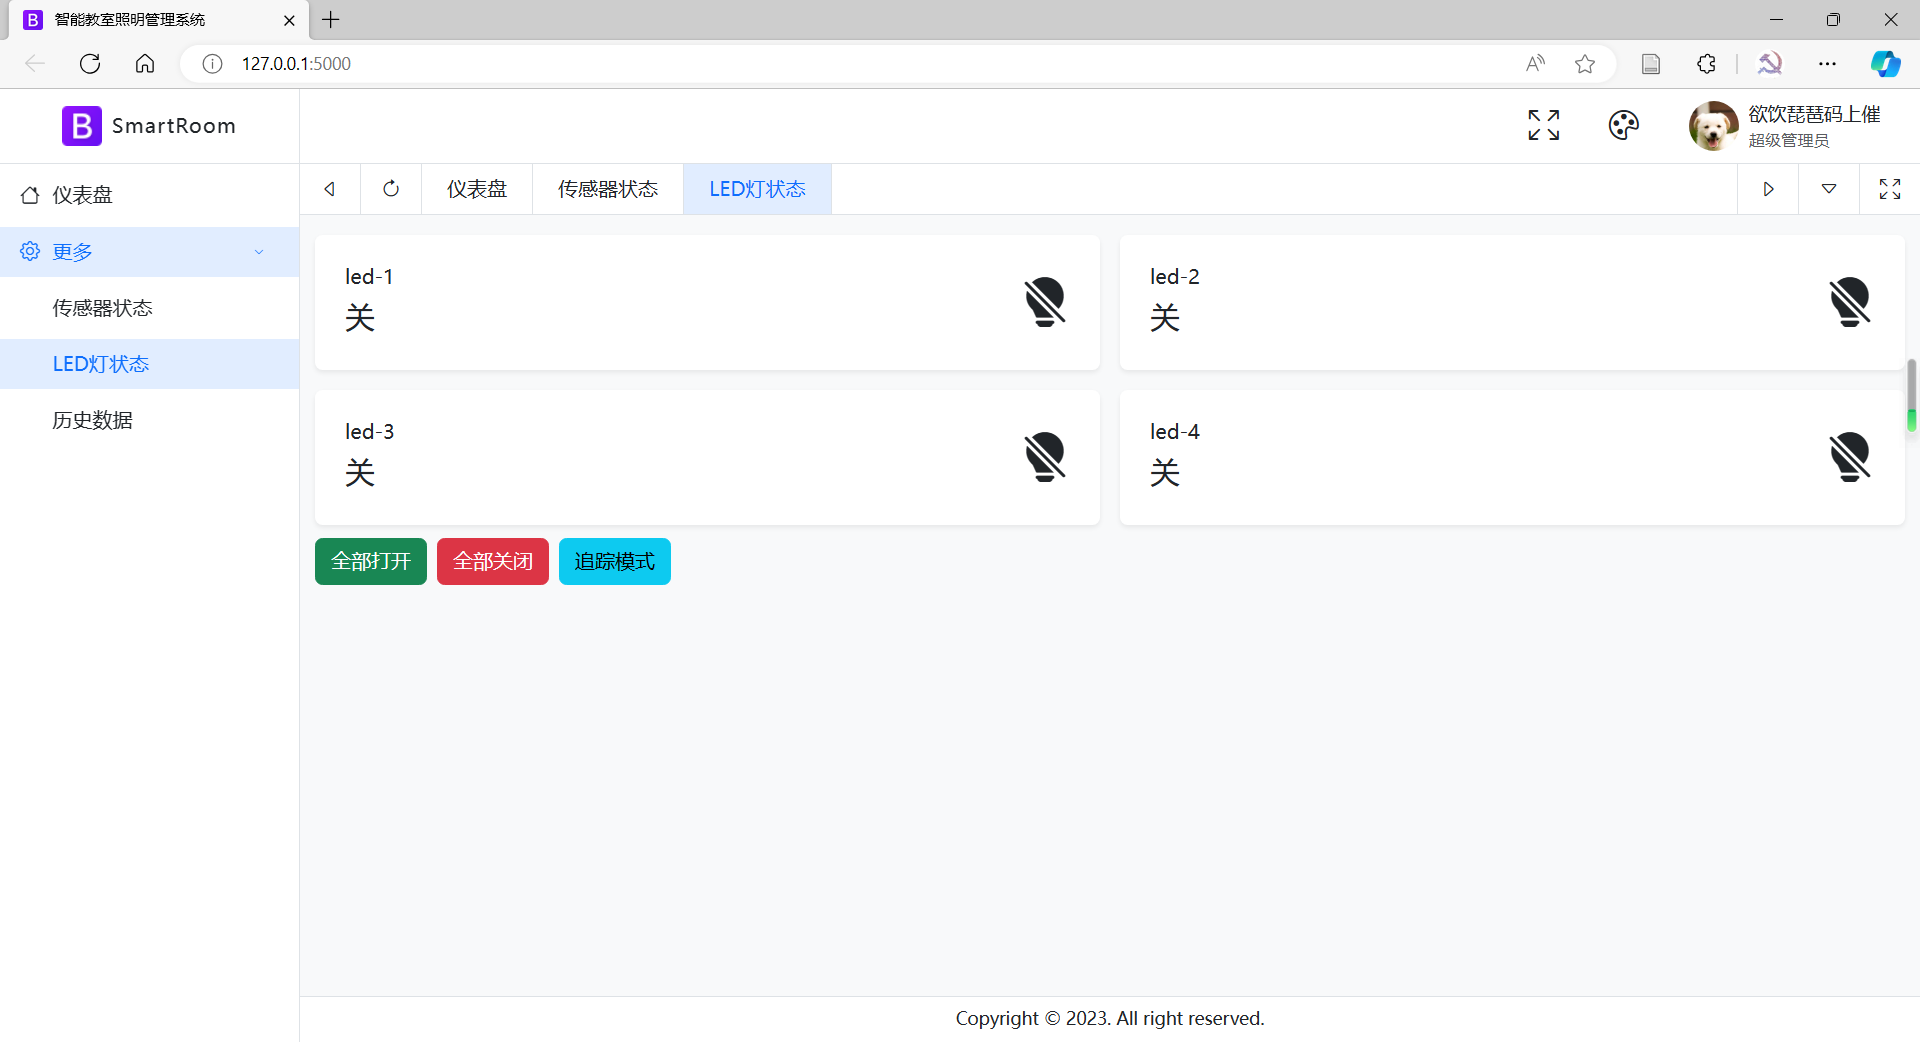 智能教室照明管理系统
127.0.0.1:5000
B SmartRoom
欲饮琵琶码上催
超级管理员
仪表盘
更多
传感器状态
LED灯状态
历史数据
仪表盘 传感器状态 LED灯状态
led-1
关
led-2
关
led-3
关
led-4
关
全部打开 全部关闭 追踪模式
Copyright © 2023. All right reserved.